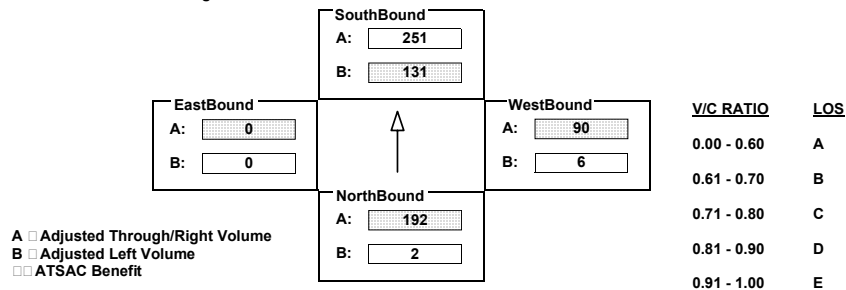 SouthBound
A: 251
B: 131
EastBound
A: 0
B: 0
WestBound
A: 90
B: 6
NorthBound
A: 192
B: 2
A □ Adjusted Through/Right Volume
B □ Adjusted Left Volume
□□ ATSAC Benefit
V/C RATIO LOS
0.00 - 0.60 A
0.61 - 0.70 B
0.71 - 0.80 C
0.81 - 0.90 D
0.91 - 1.00 E